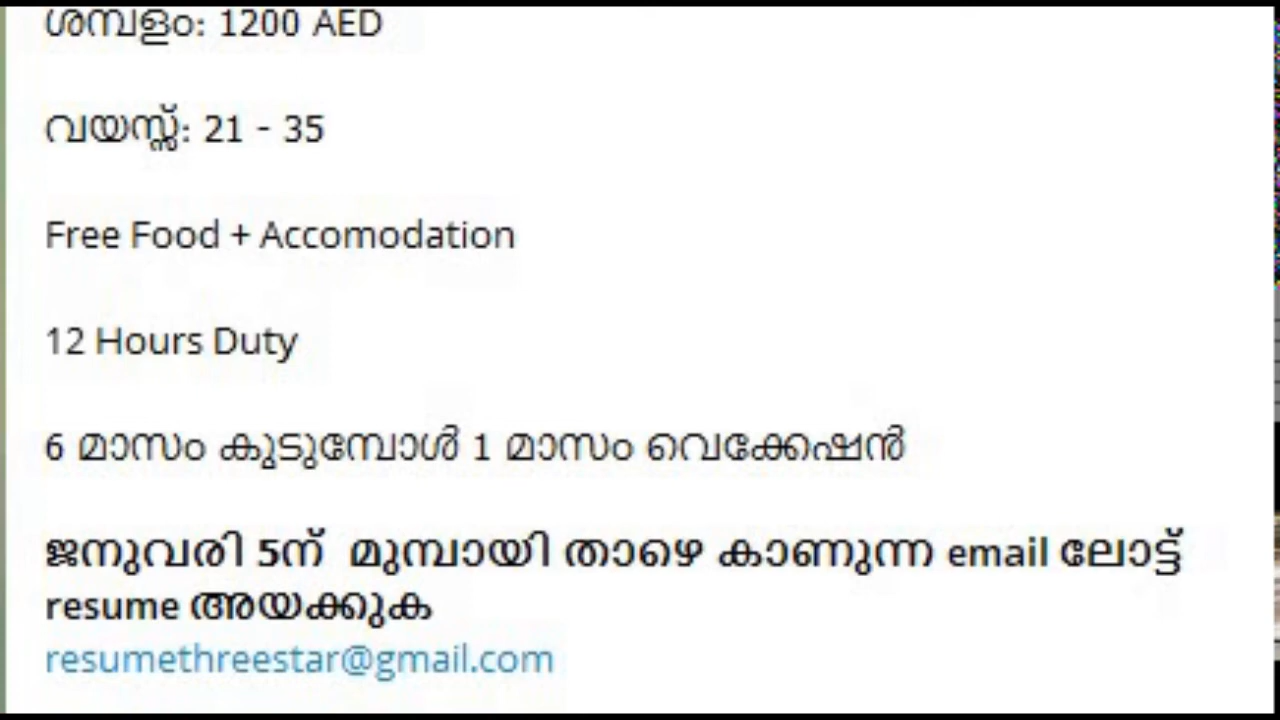 ശമ്പളം: 1200 AED
വയസ്സ്: 21 - 35
Free Food + Accomodation
12 Hours Duty
6 മാസം കൂടുമ്പോൾ 1 മാസം വെക്കേഷൻ
ജനുവരി 5ന് മുമ്പായി താഴെ കാണുന്ന email ലോട്ട്
resume അയക്കുക
resumethreestar@gmail.com